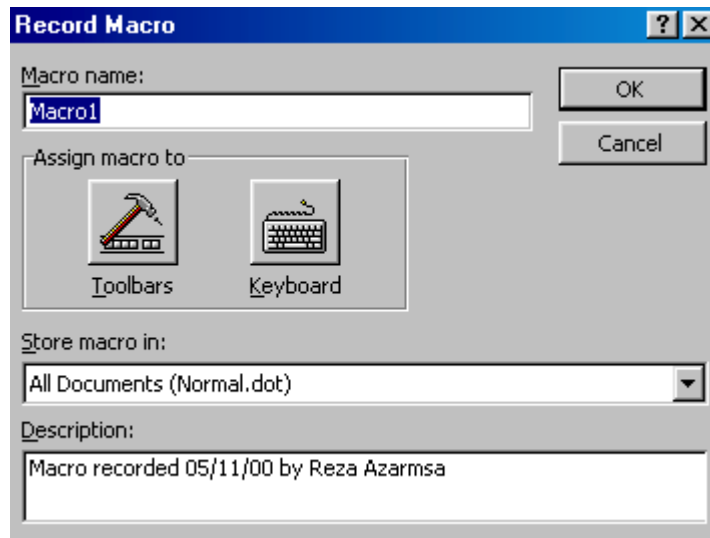 Record Macro
Macro name:
OK
Macro1
Cancel
Assign macro to
Toolbars Keyboard
Store macro in:
All Documents (Normal.dot)
Description:
Macro recorded 05/11/00 by Reza Azarmsa